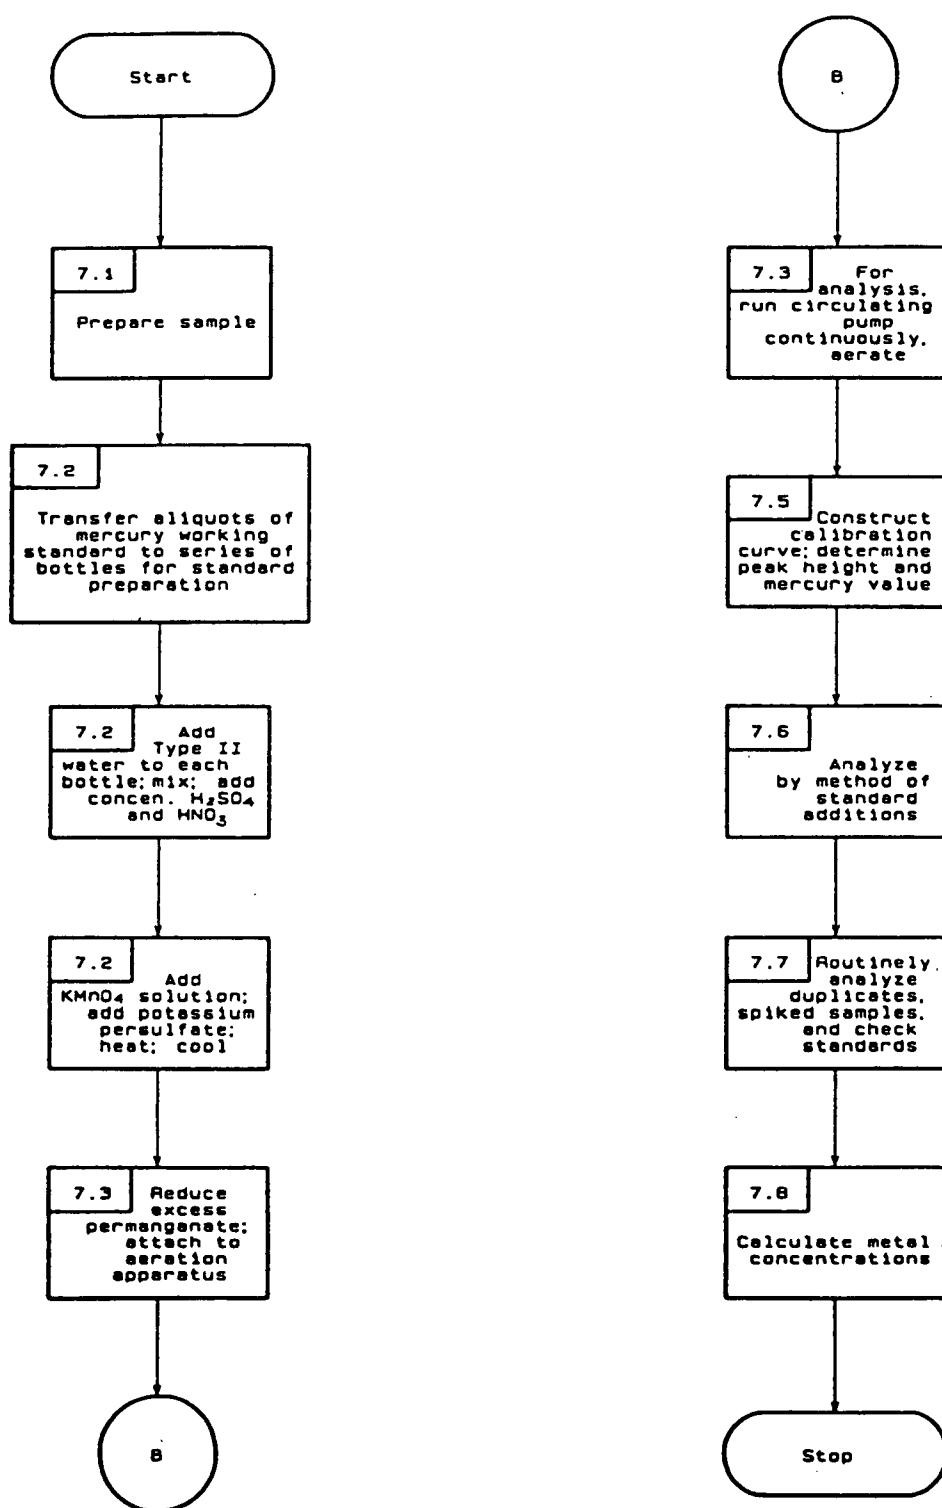 Start
7.1
Prepare sample
7.2
Transfer aliquots of
mercury working
standard to series of
bottles for standard
preparation
7.2 Add
Type II
water to each
bottle; mix; add
concen. H₂SO₄
and HNO₃
7.2
Add
KMnO₄ solution;
add potassium
persulfate;
heat; cool
7.3 Reduce
excess
permanganate;
attach to
aeration
apparatus
B
B
7.3 For
analysis,
run circulating
pump
continuously,
aerate
7.5 Construct
calibration
curve; determine
peak height and
mercury value
7.6
Analyze
by method of
standard
additions
7.7 Routinely
analyze
duplicates,
spiked samples,
and check
standards
7.8
Calculate metal
concentrations
Stop